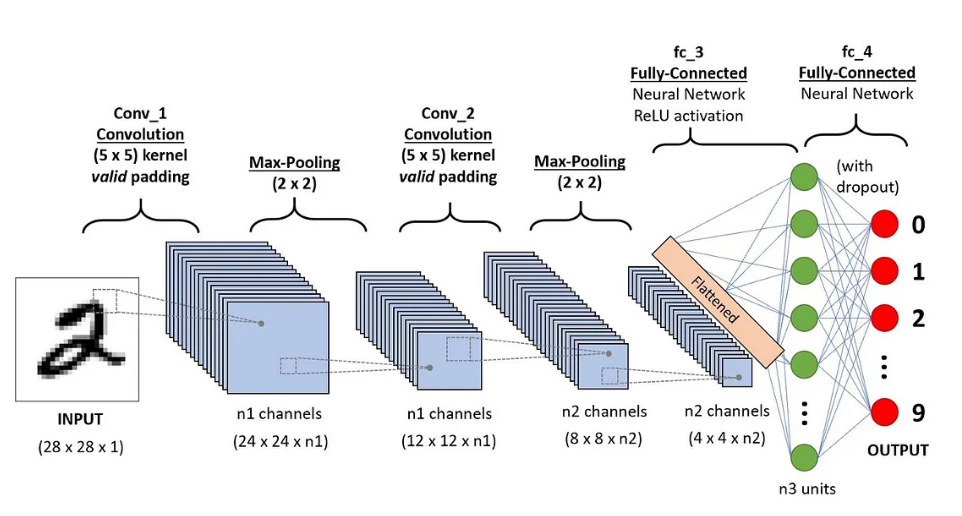 fc_3
Fully-Connected
Neural Network
ReLU activation
fc_4
Fully-Connected
Neural Network
Conv_1
Convolution
(5 x 5) kernel
valid padding
Max-Pooling
(2 x 2)
Conv_2
Convolution
(5 x 5) kernel
valid padding
Max-Pooling
(2 x 2)
(with
dropout)
Flattened
0
1
2
9
OUTPUT
INPUT
(28 x 28 x 1)
n1 channels
(24 x 24 x n1)
n1 channels
(12 x 12 x n1)
n2 channels
(8 x 8 x n2)
n2 channels
(4 x 4 x n2)
n3 units
2